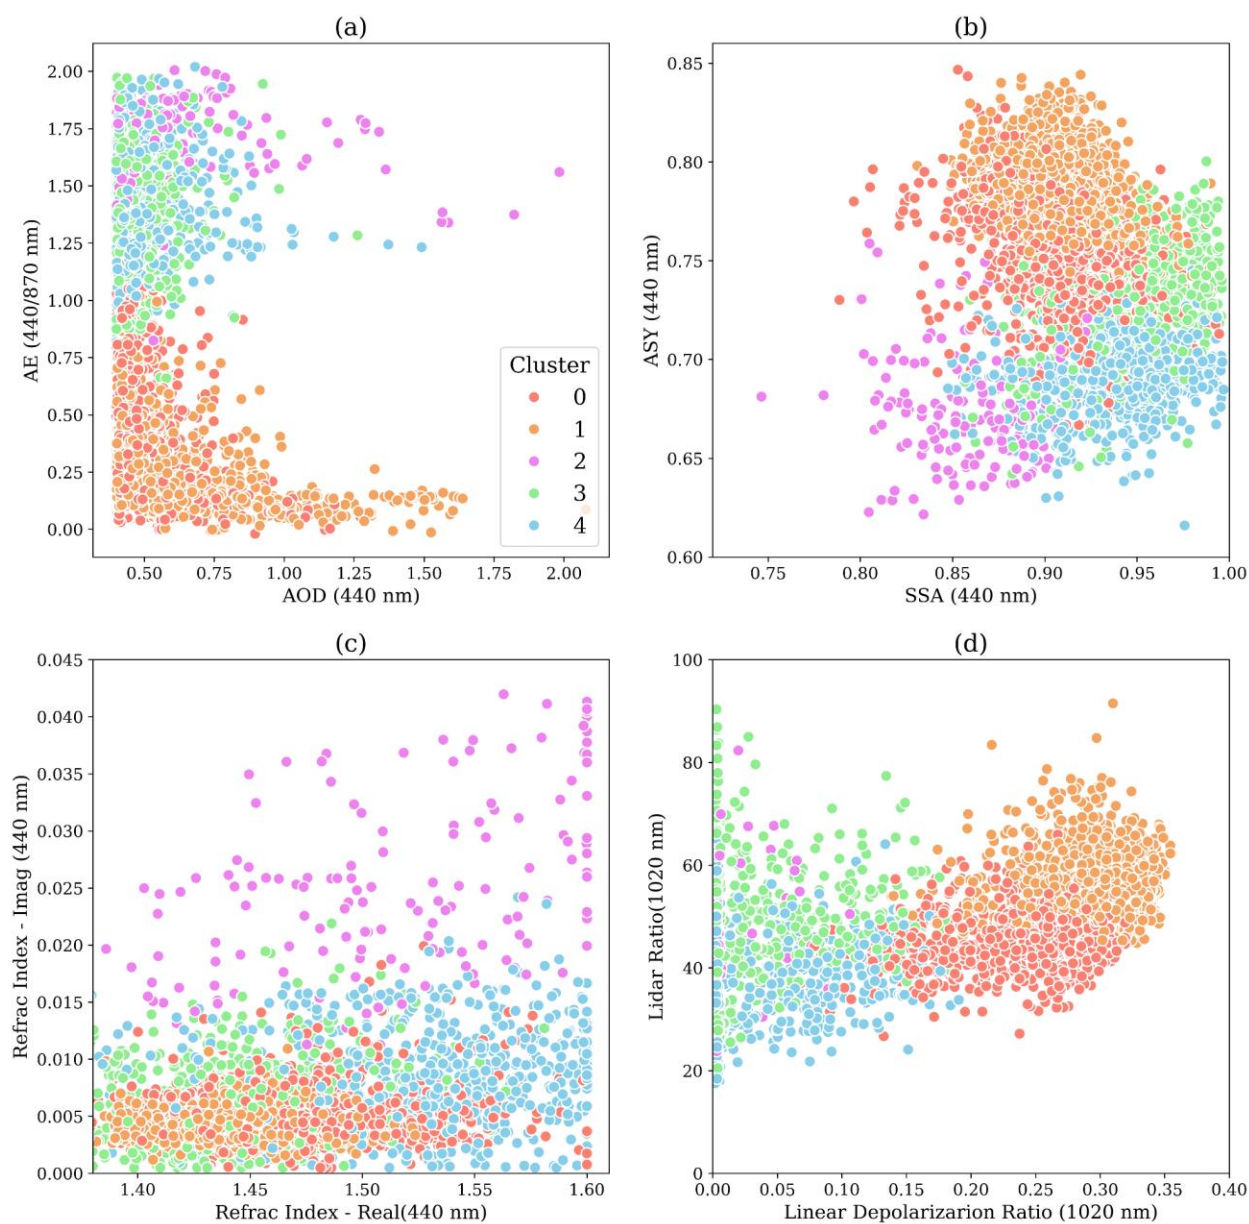 (a)
2.00
1.75
1.50
1.25
1.00
0.75
0.50
0.25
0.00
AE (440/870 nm)
Cluster
0
1
2
3
4
0.50 0.75 1.00 1.25 1.50 1.75 2.00
AOD (440 nm)
(b)
0.85
0.80
0.75
0.70
0.65
0.60
ASY (440 nm)
0.75 0.80 0.85 0.90 0.95 1.00
SSA (440 nm)
(c)
0.045
0.040
0.035
0.030
0.025
0.020
0.015
0.010
0.005
0.000
Refrac Index - Imag (440 nm)
1.40 1.45 1.50 1.55 1.60
Refrac Index - Real(440 nm)
(d)
100
80
60
40
20
0
Lidar Ratio(1020 nm)
0.00 0.05 0.10 0.15 0.20 0.25 0.30 0.35 0.40
Linear Depolarizarion Ratio (1020 nm)